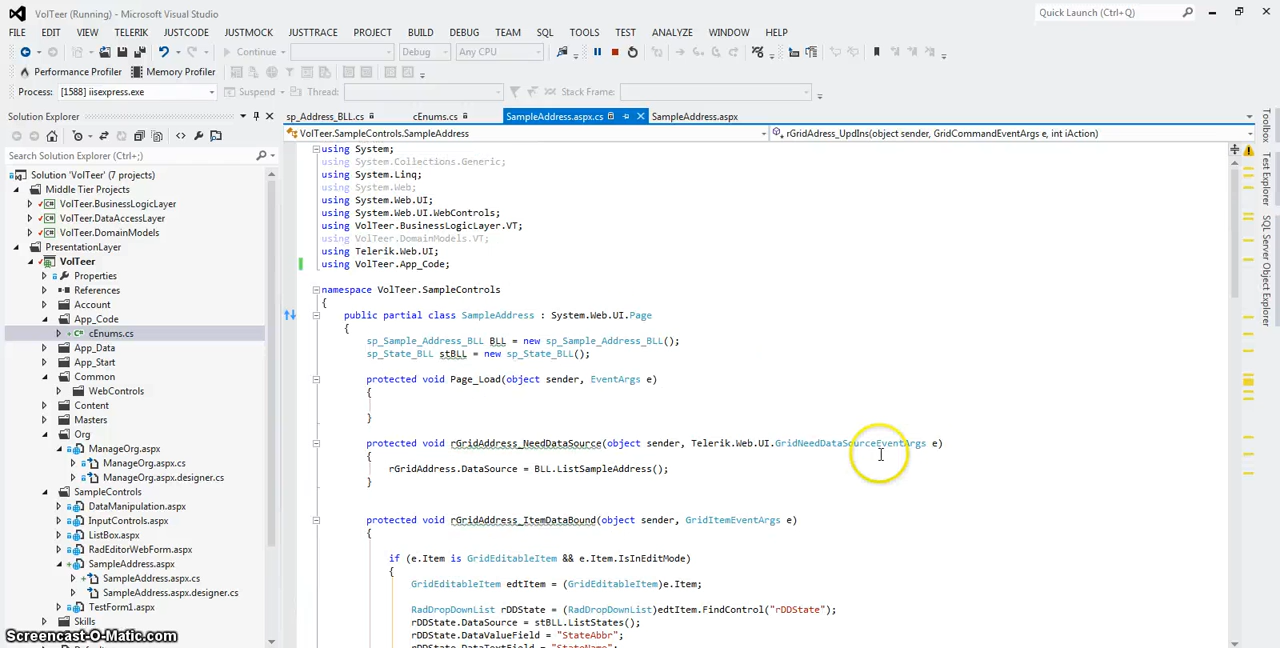 VolTeer (Running) - Microsoft Visual Studio
Quick Launch (Ctrl+Q)
FILE EDIT VIEW TELERIK JUSTCODE JUSTMOCK JUSTTRACE PROJECT BUILD DEBUG TEAM SQL TOOLS TEST ANALYZE WINDOW HELP
Continue Debug Any CPU
Performance Profiler Memory Profiler
Process: [1588] iisexpress.exe Suspend Thread: Stack Frame:
Solution Explorer
sp_Address_BLL.cs cEnums.cs SampleAddress.aspx.cs SampleAddress.aspx
VolTeer.SampleControls.SampleAddress
rGridAdress_UpdIns(object sender, GridCommandEventArgs e, int iAction)
Search Solution Explorer (Ctrl+;)
Solution 'VolTeer' (7 projects)
Middle Tier Projects
VolTeer.BusinessLogicLayer
VolTeer.DataAccessLayer
VolTeer.DomainModels
PresentationLayer
VolTeer
Properties
References
Account
App_Code
cEnums.cs
App_Data
App_Start
Common
WebControls
Content
Masters
Org
ManageOrg.aspx
ManageOrg.aspx.cs
ManageOrg.aspx.designer.cs
SampleControls
DataManipulation.aspx
InputControls.aspx
ListBox.aspx
RadEditorWebForm.aspx
SampleAddress.aspx
SampleAddress.aspx.cs
SampleAddress.aspx.designer.cs
TestForm1.aspx
Skills
using System;
using System.Collections.Generic;
using System.Linq;
using System.Web;
using System.Web.UI;
using System.Web.UI.WebControls;
using VolTeer.BusinessLogicLayer.VT;
using VolTeer.DomainModels.VT;
using Telerik.Web.UI;
using VolTeer.App_Code;
namespace VolTeer.SampleControls
{
public partial class SampleAddress : System.Web.UI.Page
{
sp_Sample_Address_BLL BLL = new sp_Sample_Address_BLL();
sp_State_BLL stBLL = new sp_State_BLL();
protected void Page_Load(object sender, EventArgs e)
{
}
protected void rGridAddress_NeedDataSource(object sender, Telerik.Web.UI.GridNeedDataSourceEventArgs e)
{
rGridAddress.DataSource = BLL.ListSampleAddress();
}
protected void rGridAddress_ItemDataBound(object sender, GridItemEventArgs e)
{
if (e.Item is GridEditableItem && e.Item.IsInEditMode)
{
GridEditableItem edtItem = (GridEditableItem)e.Item;
RadDropDownList rDDState = (RadDropDownList)edtItem.FindControl("rDDState");
rDDState.DataSource = stBLL.ListStates();
rDDState.DataValueField = "StateAbbr";
rDDState.DataTextField = "StateName";
Toolbox
Test Explorer
SQL Server Object Explorer
Screencast-O-Matic.com